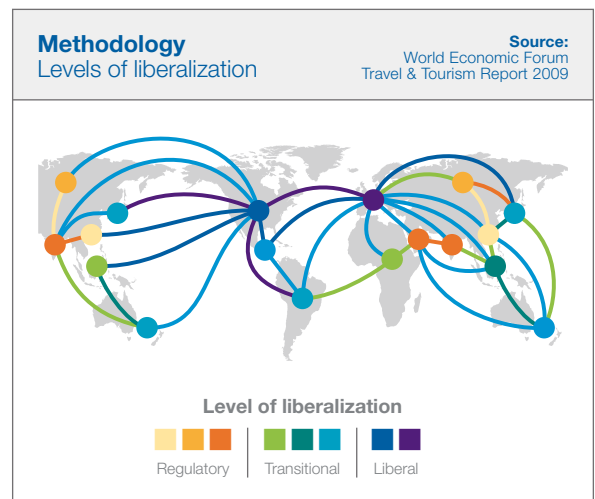 Methodology
Levels of liberalization
Source:
World Economic Forum
Travel & Tourism Report 2009
Level of liberalization
Regulatory
Transitional
Liberal